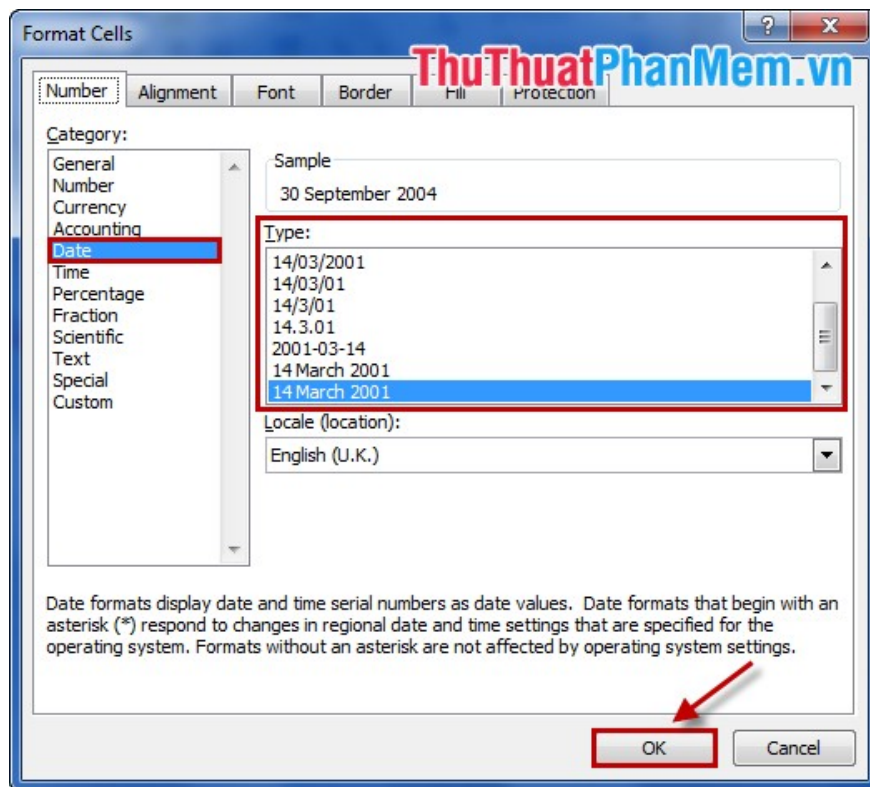 Format Cells
ThuThuatPhanMem.vn
Number Alignment Font Border Fill Protection
Category:
General
Number
Currency
Accounting
Date
Time
Percentage
Fraction
Scientific
Text
Special
Custom
Sample
30 September 2004
Type:
14/03/2001
14/03/01
14/3/01
14.3.01
2001-03-14
14 March 2001
14 March 2001
Locale (location):
English (U.K.)
Date formats display date and time serial numbers as date values.  Date formats that begin with an
asterisk (*) respond to changes in regional date and time settings that are specified for the
operating system. Formats without an asterisk are not affected by operating system settings.
OK Cancel